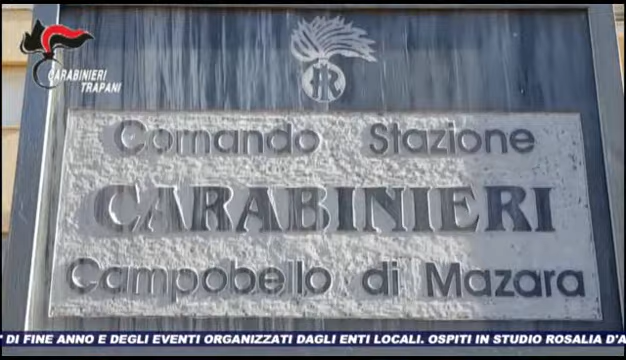 CARABINIERI
TRAPANI
RI
Comando Stazione
CARABINIERI
Campobello di Mazara
DI FINE ANNO E DEGLI EVENTI ORGANIZZATI DAGLI ENTI LOCALI. OSPITI IN STUDIO ROSALIA D'A